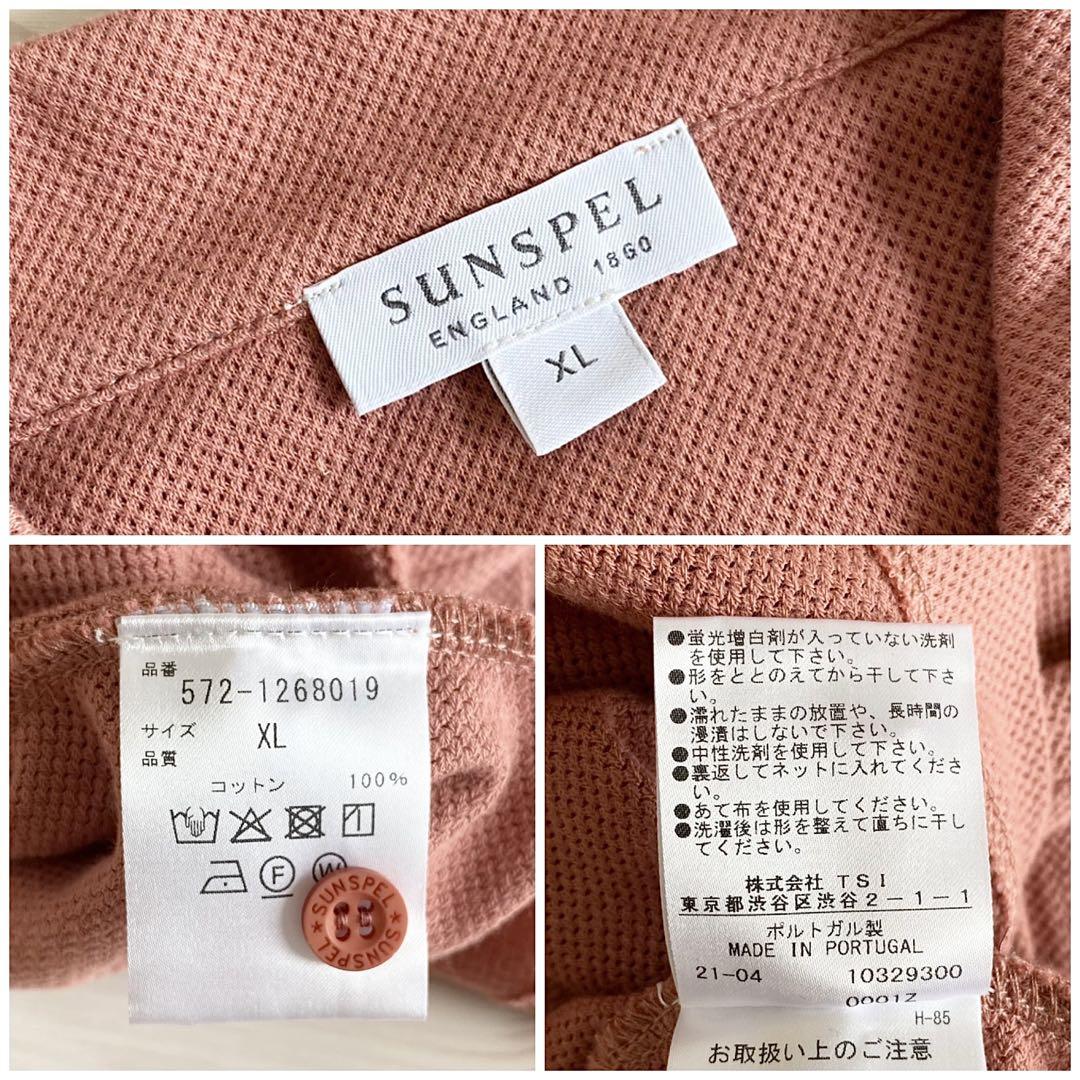 SUNSPEL
ENGLAND 1860
XL
品番
572-1268019
サイズ XL
品質
コットン 100%
W
SUNSPEL
SUNSPEL
F
●蛍光増白剤が入っていない洗剤
を使用して下さい。
●形をととのえてから干して下さ
い。
●濡れたままの放置や、長時間の
浸漬はしないで下さい。
●中性洗剤を使用して下さい。
●裏返してネットに入れてくださ
い。
●あて布を使用してください。
●洗濯後は形を整えて直ちに干し
てください。
株式会社 TSI
東京都渋谷区渋谷2-1-1
ポルトガル製
MADE IN PORTUGAL
21-04 10329300
0001Z
H-85
お取扱い上のご注意